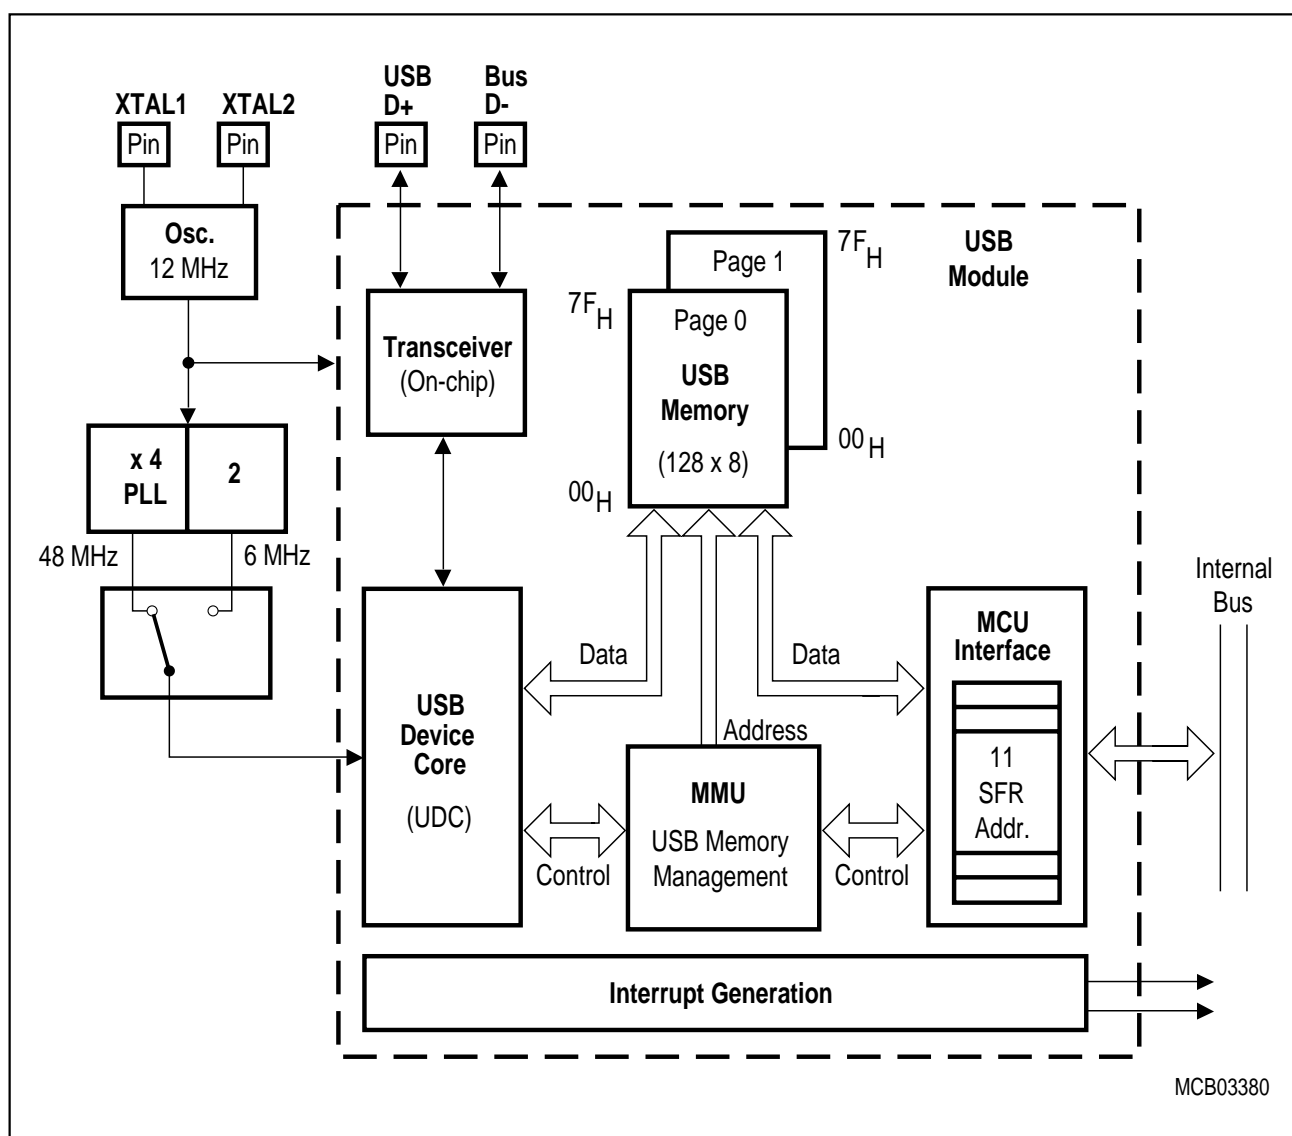 XTAL1
XTAL2
USB
D+
Bus
D-
Pin
Pin
Pin
Pin
Osc.
12 MHz
USB
Module
Page 1
7FH
7FH
Page 0
USB
Memory
(128 x 8)
00H
00H
Transceiver
(On-chip)
x 4
PLL
2
48 MHz
6 MHz
Internal
Bus
MCU
Interface
Data
Data
USB
Device
Core
(UDC)
Address
11
SFR
Addr.
MMU
USB Memory
Management
Control
Control
Interrupt Generation
MCB03380